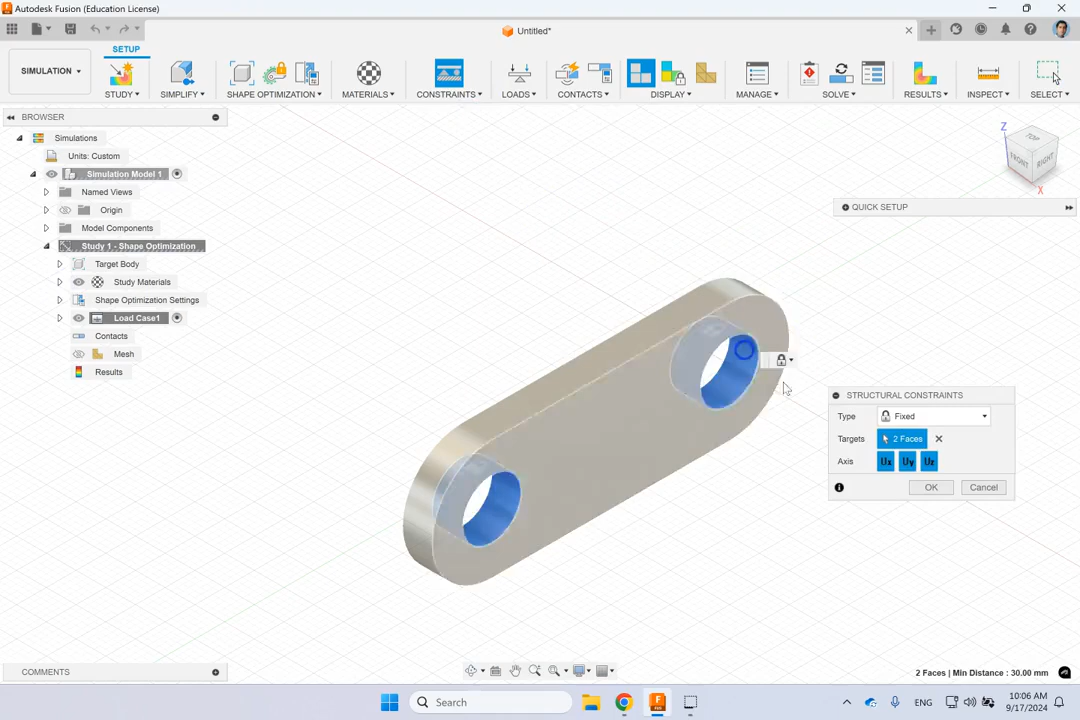 Autodesk Fusion (Education License)
Untitled*
SETUP
SIMULATION
STUDY
SIMPLIFY
SHAPE OPTIMIZATION
MATERIALS
CONSTRAINTS
LOADS
CONTACTS
DISPLAY
MANAGE
SOLVE
RESULTS
INSPECT
SELECT
BROWSER
Simulations
Units: Custom
Simulation Model 1
Named Views
Origin
Model Components
Study 1 - Shape Optimization
Target Body
Study Materials
Shape Optimization Settings
Load Case1
Contacts
Mesh
Results
Z
TOP
FRONT
RIGHT
X
QUICK SETUP
STRUCTURAL CONSTRAINTS
Type Fixed
Targets 2 Faces
Axis Ux Uy Uz
OK Cancel
COMMENTS
2 Faces | Min Distance : 30.00 mm
Search
ENG
10:06 AM
9/17/2024